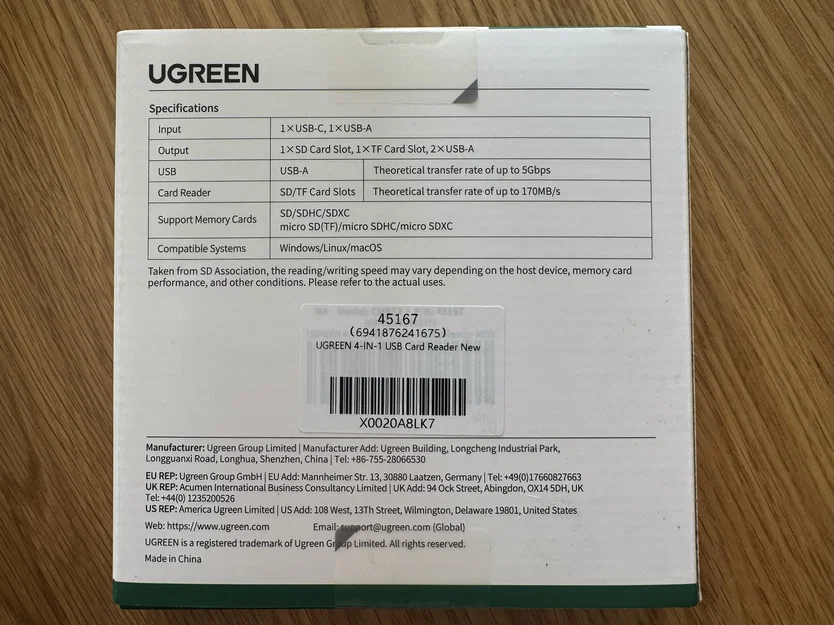 UGREEN
Specifications
Input 1×USB-C, 1×USB-A
Output 1×SD Card Slot, 1×TF Card Slot, 2×USB-A
USB USB-A Theoretical transfer rate of up to 5Gbps
Card Reader SD/TF Card Slots Theoretical transfer rate of up to 170MB/s
Support Memory Cards SD/SDHC/SDXC
micro SD(TF)/micro SDHC/micro SDXC
Compatible Systems Windows/Linux/macOS
Taken from SD Association, the reading/writing speed may vary depending on the host device, memory card
performance, and other conditions. Please refer to the actual uses.
45167
(6941876241675)
UGREEN 4-IN-1 USB Card Reader New
X0020A8LK7
Manufacturer: Ugreen Group Limited | Manufacturer Add: Ugreen Building, Longcheng Industrial Park,
Longguanxi Road, Longhua, Shenzhen, China | Tel: +86-755-28066530
EU REP: Ugreen Group GmbH | EU Add: Mannheimer Str. 13, 30880 Laatzen, Germany | Tel: +49(0)17660827663
UK REP: Acumen International Business Consultancy Limited | UK Add: 94 Ock Street, Abingdon, OX14 5DH, UK
Tel: +44(0) 1235200526
US REP: America Ugreen Limited | US Add: 108 West, 13Th Street, Wilmington, Delaware 19801, United States
Web: https://www.ugreen.com Email: support@ugreen.com (Global)
UGREEN is a registered trademark of Ugreen Group Limited. All rights reserved.
Made in China